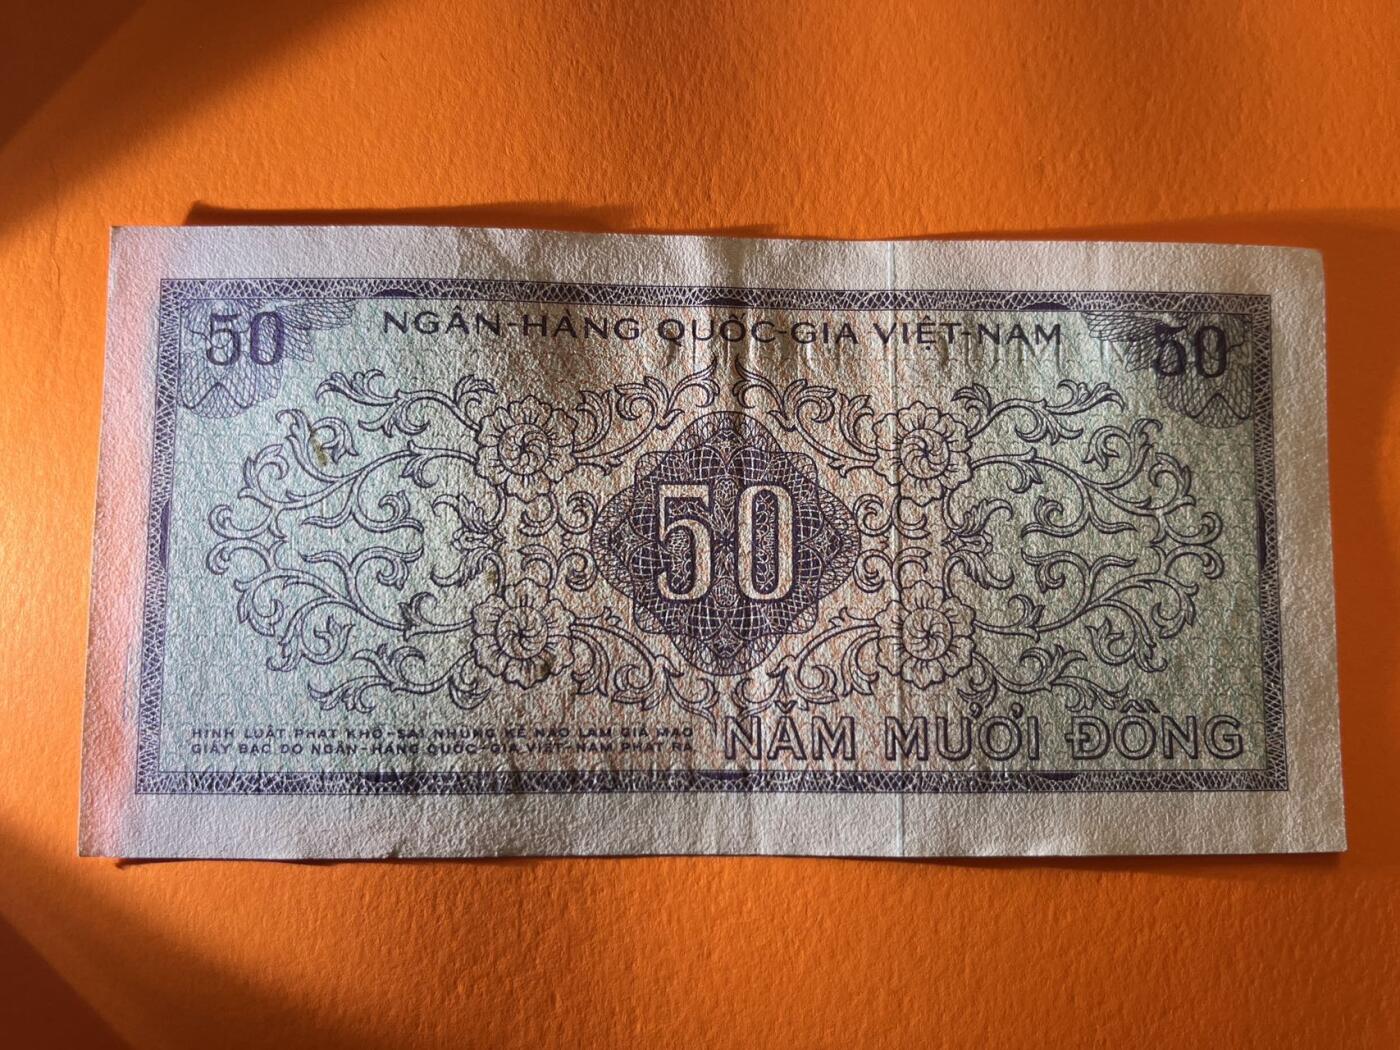 50 NGÂN-HÀNG QUỐC-GIA VIỆT-NAM 50
50
HÌNH LUẬT PHẠT KHỔ-SAI NHỮNG KẺ NÀO LÀM GIẢ MẠO
GIẤY BẠC DO NGÂN-HÀNG QUỐC-GIA VIỆT-NAM PHÁT RA
NĂM MƯƠI ĐỒNG